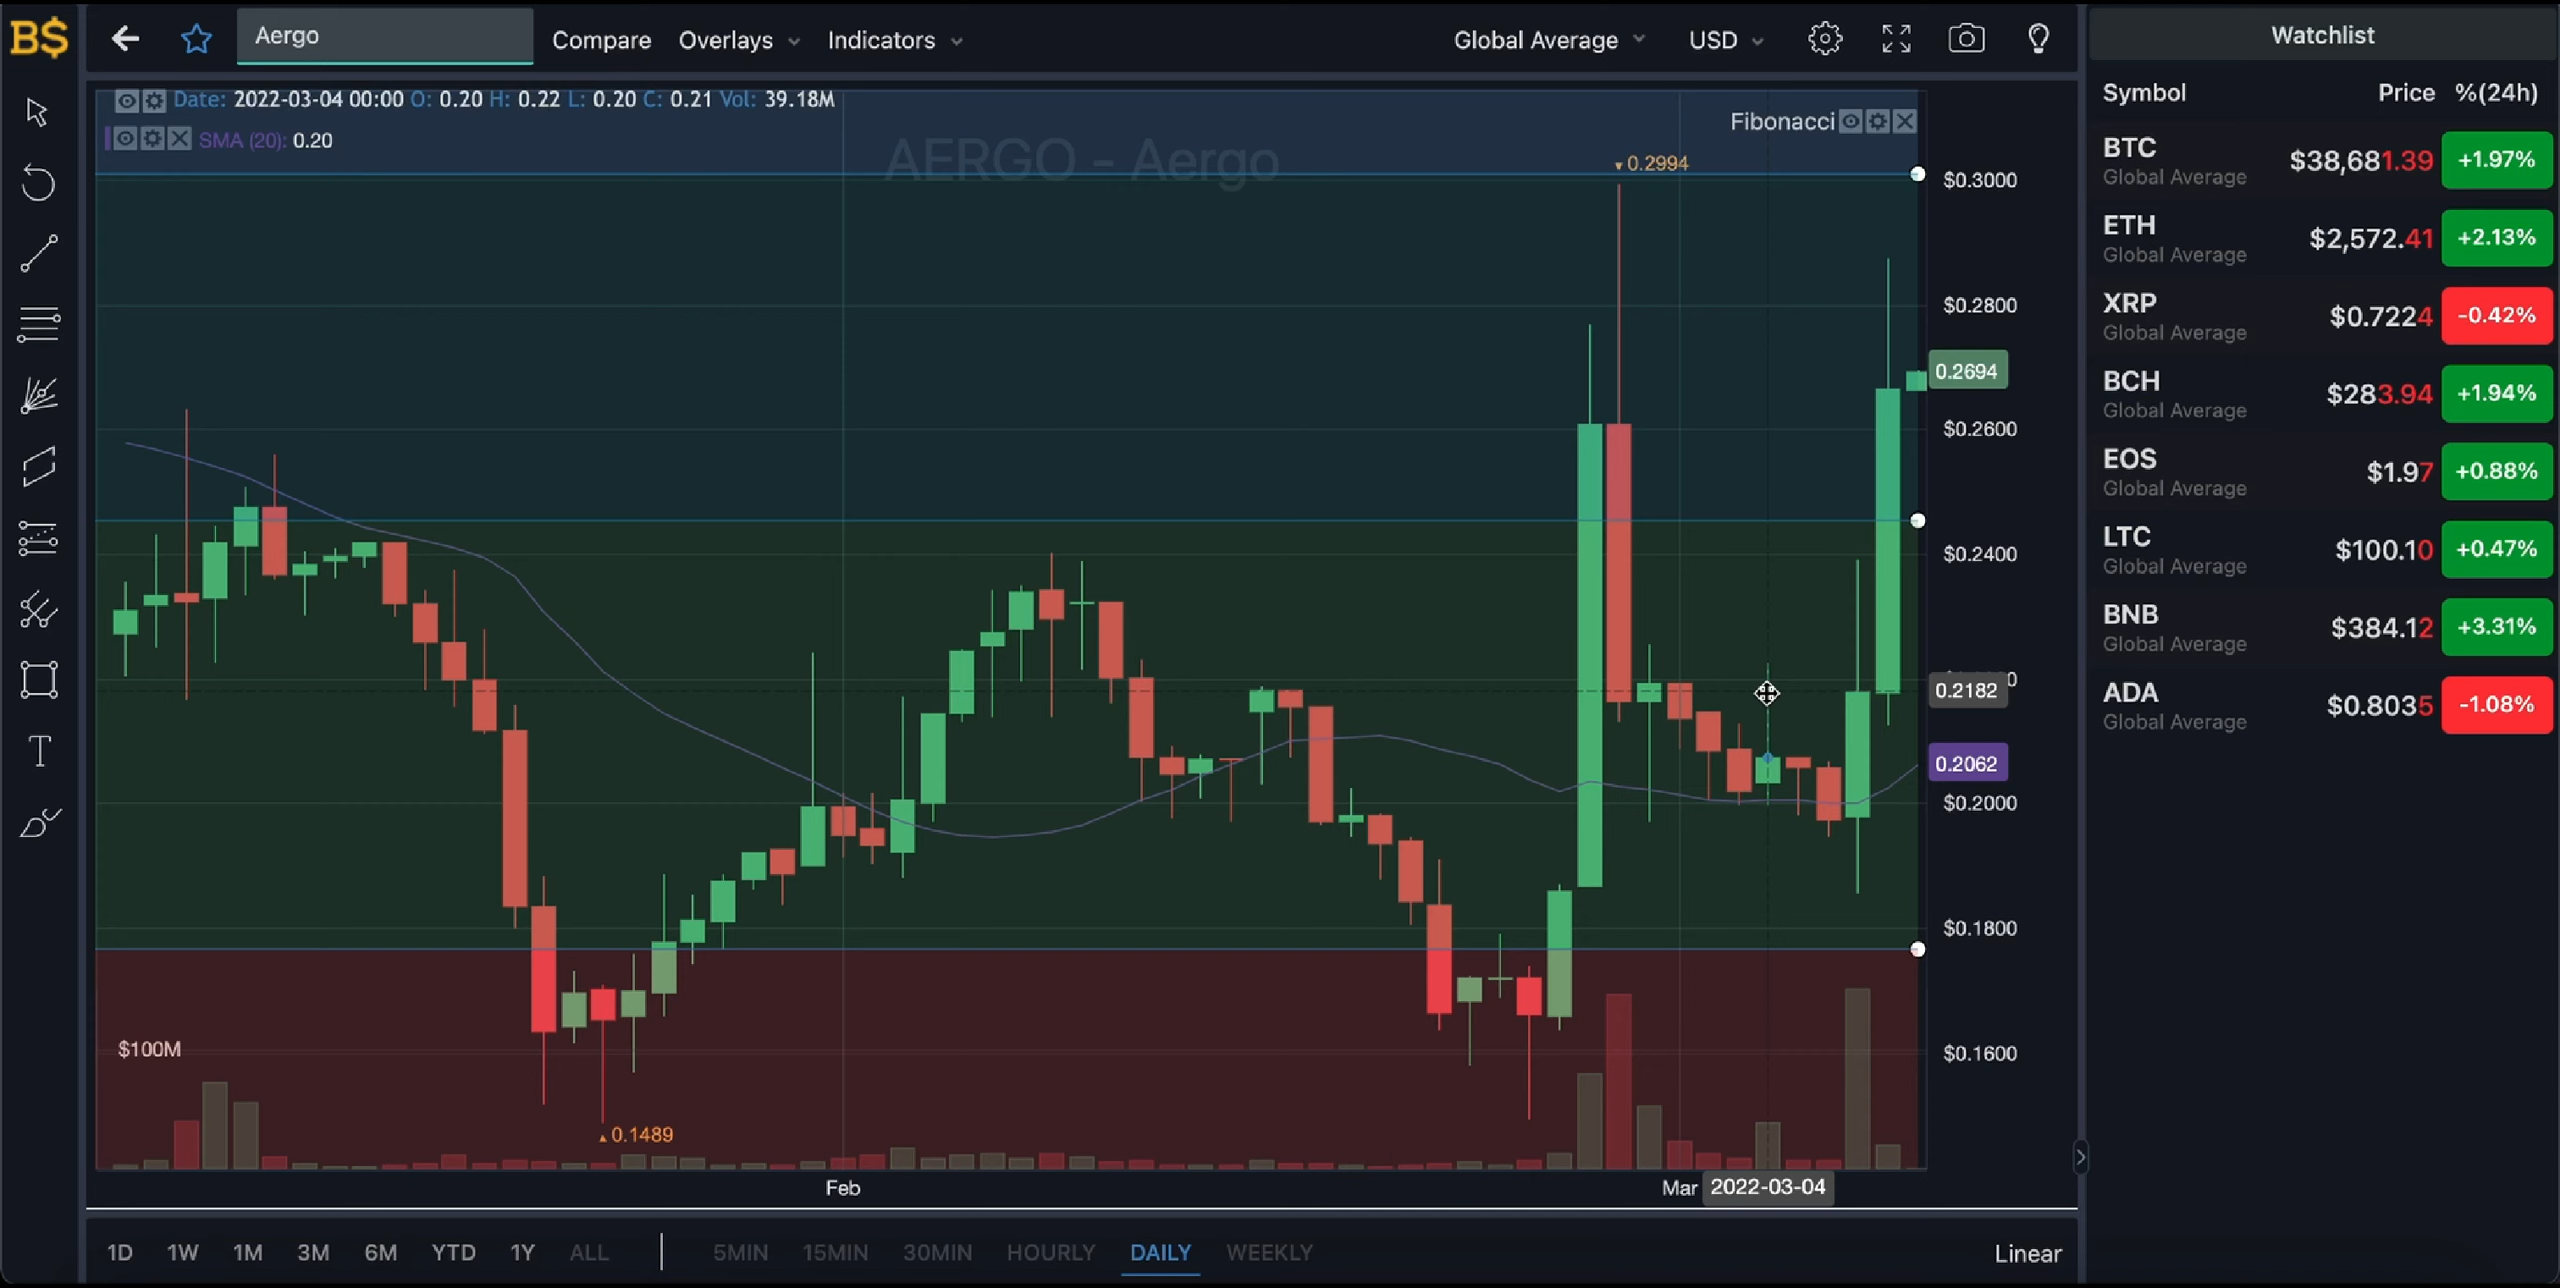 B$
Aergo
Compare
Overlays
Indicators
Global Average
USD
Date: 2022-03-04 00:00 O: 0.20 H: 0.22 L: 0.20 C: 0.21 Vol: 39.18M
SMA (20): 0.20
Fibonacci
AERGO - Aergo
0.2994
0.1489
$100M
$0.3000
$0.2800
0.2694
$0.2600
$0.2400
0.2182
0.2062
$0.2000
$0.1800
$0.1600
Feb
Mar
2022-03-04
1D 1W 1M 3M 6M YTD 1Y ALL
5MIN 15MIN 30MIN HOURLY DAILY WEEKLY
Linear
T
Watchlist
Symbol Price %(24h)
BTC $38,681.39 +1.97%
Global Average
ETH $2,572.41 +2.13%
Global Average
XRP $0.7224 -0.42%
Global Average
BCH $283.94 +1.94%
Global Average
EOS $1.97 +0.88%
Global Average
LTC $100.10 +0.47%
Global Average
BNB $384.12 +3.31%
Global Average
ADA $0.8035 -1.08%
Global Average